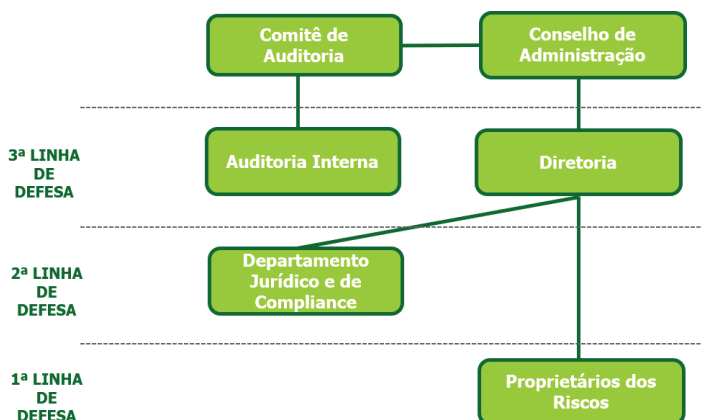 Comitê de
Auditoria
Conselho de
Administração
3ª LINHA
DE
DEFESA
Auditoria Interna
Diretoria
2ª LINHA
DE
DEFESA
Departamento
Jurídico e de
Compliance
1ª LINHA
DE
DEFESA
Proprietários dos
Riscos